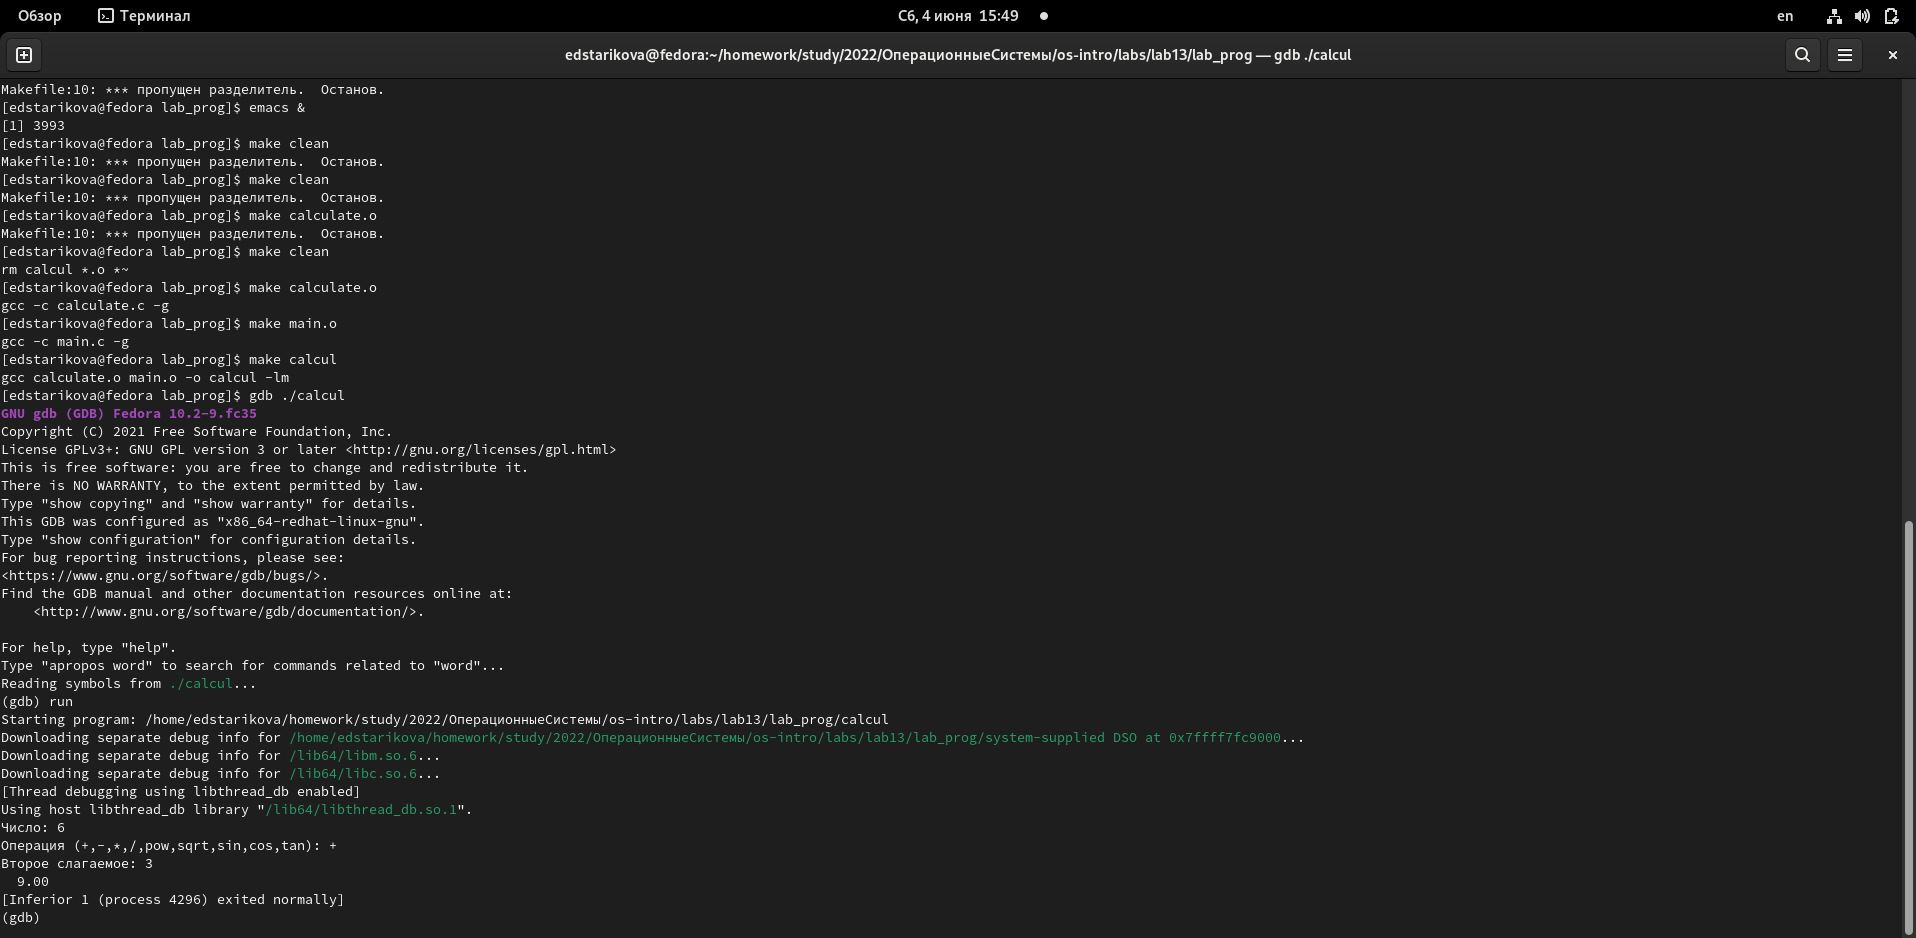 Обзор Терминал Сб, 4 июня 15:49 en
edstarikova@fedora:~/homework/study/2022/ОперационныеСистемы/os-intro/labs/lab13/lab_prog — gdb ./calcul
Makefile:10: *** пропущен разделитель.  Останов.
[edstarikova@fedora lab_prog]$ emacs &
[1] 3993
[edstarikova@fedora lab_prog]$ make clean
Makefile:10: *** пропущен разделитель.  Останов.
[edstarikova@fedora lab_prog]$ make clean
Makefile:10: *** пропущен разделитель.  Останов.
[edstarikova@fedora lab_prog]$ make calculate.o
Makefile:10: *** пропущен разделитель.  Останов.
[edstarikova@fedora lab_prog]$ make clean
rm calcul *.o *~
[edstarikova@fedora lab_prog]$ make calculate.o
gcc -c calculate.c -g
[edstarikova@fedora lab_prog]$ make main.o
gcc -c main.c -g
[edstarikova@fedora lab_prog]$ make calcul
gcc calculate.o main.o -o calcul -lm
[edstarikova@fedora lab_prog]$ gdb ./calcul
GNU gdb (GDB) Fedora 10.2-9.fc35
Copyright (C) 2021 Free Software Foundation, Inc.
License GPLv3+: GNU GPL version 3 or later <http://gnu.org/licenses/gpl.html>
This is free software: you are free to change and redistribute it.
There is NO WARRANTY, to the extent permitted by law.
Type "show copying" and "show warranty" for details.
This GDB was configured as "x86_64-redhat-linux-gnu".
Type "show configuration" for configuration details.
For bug reporting instructions, please see:
<https://www.gnu.org/software/gdb/bugs/>.
Find the GDB manual and other documentation resources online at:
    <http://www.gnu.org/software/gdb/documentation/>.
For help, type "help".
Type "apropos word" to search for commands related to "word"...
Reading symbols from ./calcul...
(gdb) run
Starting program: /home/edstarikova/homework/study/2022/ОперационныеСистемы/os-intro/labs/lab13/lab_prog/calcul
Downloading separate debug info for /home/edstarikova/homework/study/2022/ОперационныеСистемы/os-intro/labs/lab13/lab_prog/system-supplied DSO at 0x7ffff7fc9000...
Downloading separate debug info for /lib64/libm.so.6...
Downloading separate debug info for /lib64/libc.so.6...
[Thread debugging using libthread_db enabled]
Using host libthread_db library "/lib64/libthread_db.so.1".
Число: 6
Операция (+,-,*,/,pow,sqrt,sin,cos,tan): +
Второе слагаемое: 3
  9.00
[Inferior 1 (process 4296) exited normally]
(gdb)